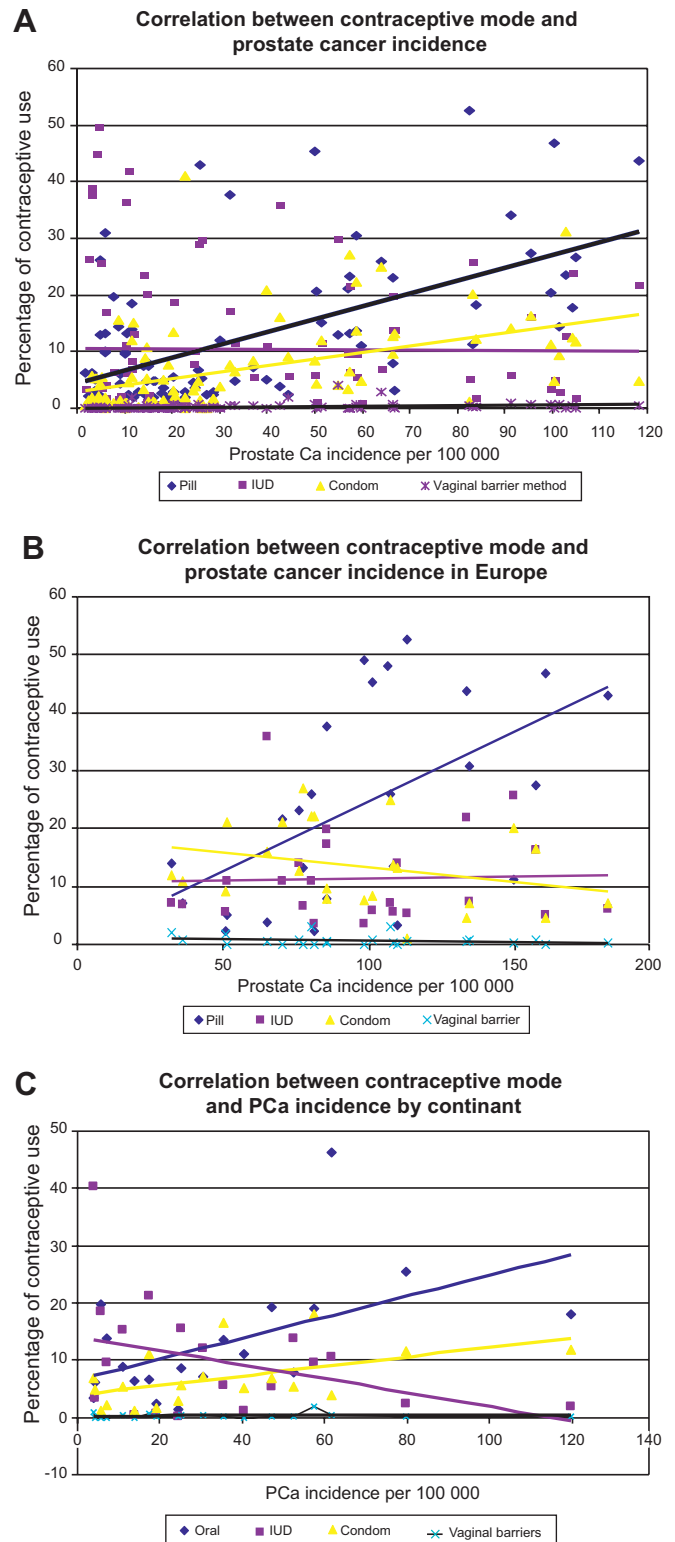 A
Correlation between contraceptive mode and
prostate cancer incidence
Percentage of contraceptive use
60
50
40
30
20
10
0
0 10 20 30 40 50 60 70 80 90 100 110 120
Prostate Ca incidence per 100 000
Pill IUD Condom Vaginal barrier method
B
Correlation between contraceptive mode and
prostate cancer incidence in Europe
Percentage of contraceptive use
60
50
40
30
20
10
0
50 100 150 200
Prostate Ca incidence per 100 000
Pill IUD Condom Vaginal barrier
C
Correlation between contraceptive mode
and PCa incidence by continant
Percentage of contraceptive use
50
40
30
20
10
0
-10
0 20 40 60 80 100 120 140
PCa incidence per 100 000
Oral IUD Condom Vaginal barriers